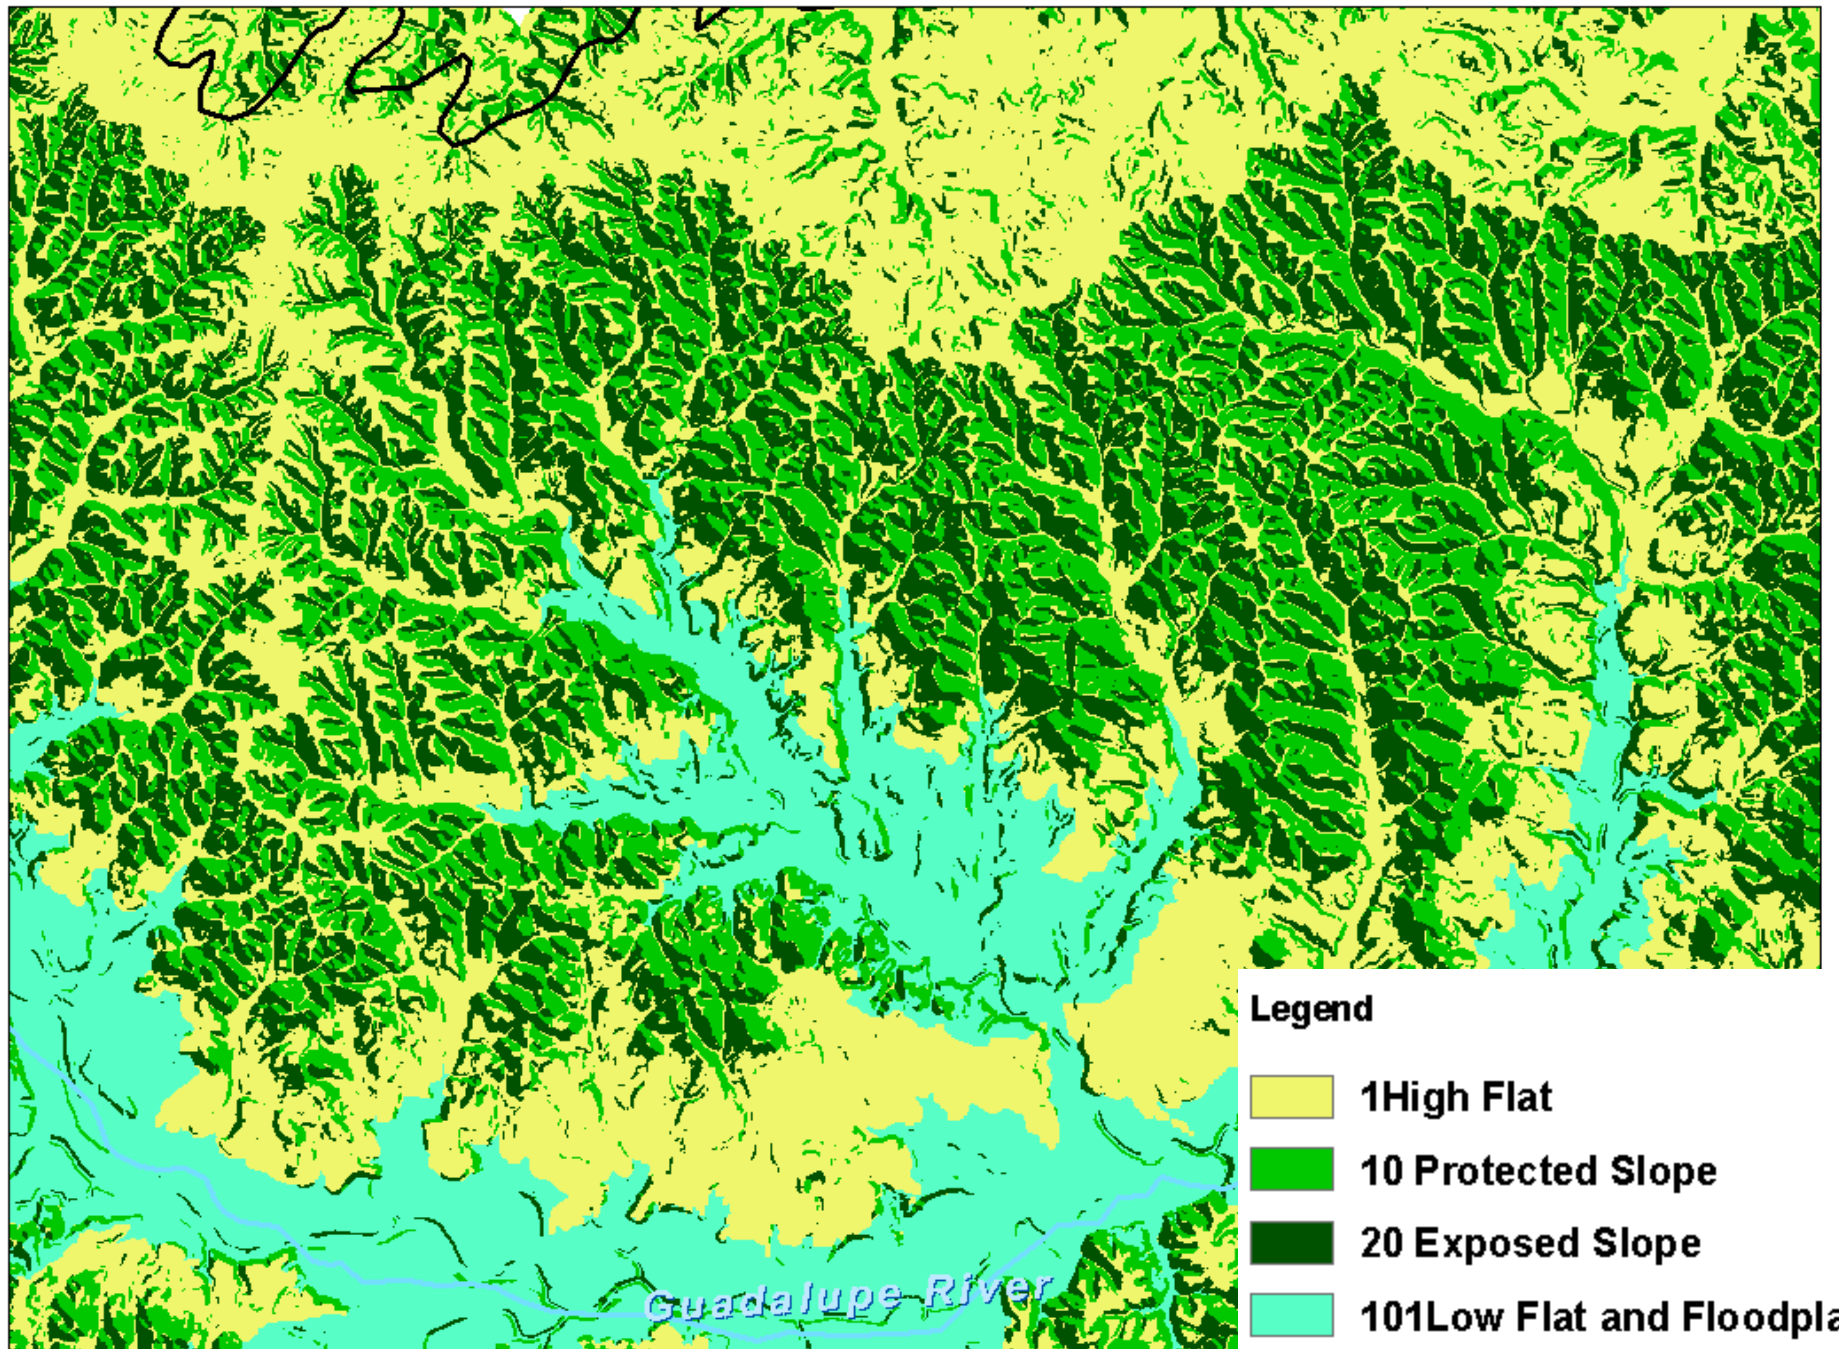 Guadalupe River
Legend
1High Flat
10 Protected Slope
20 Exposed Slope
101Low Flat and Floodpla